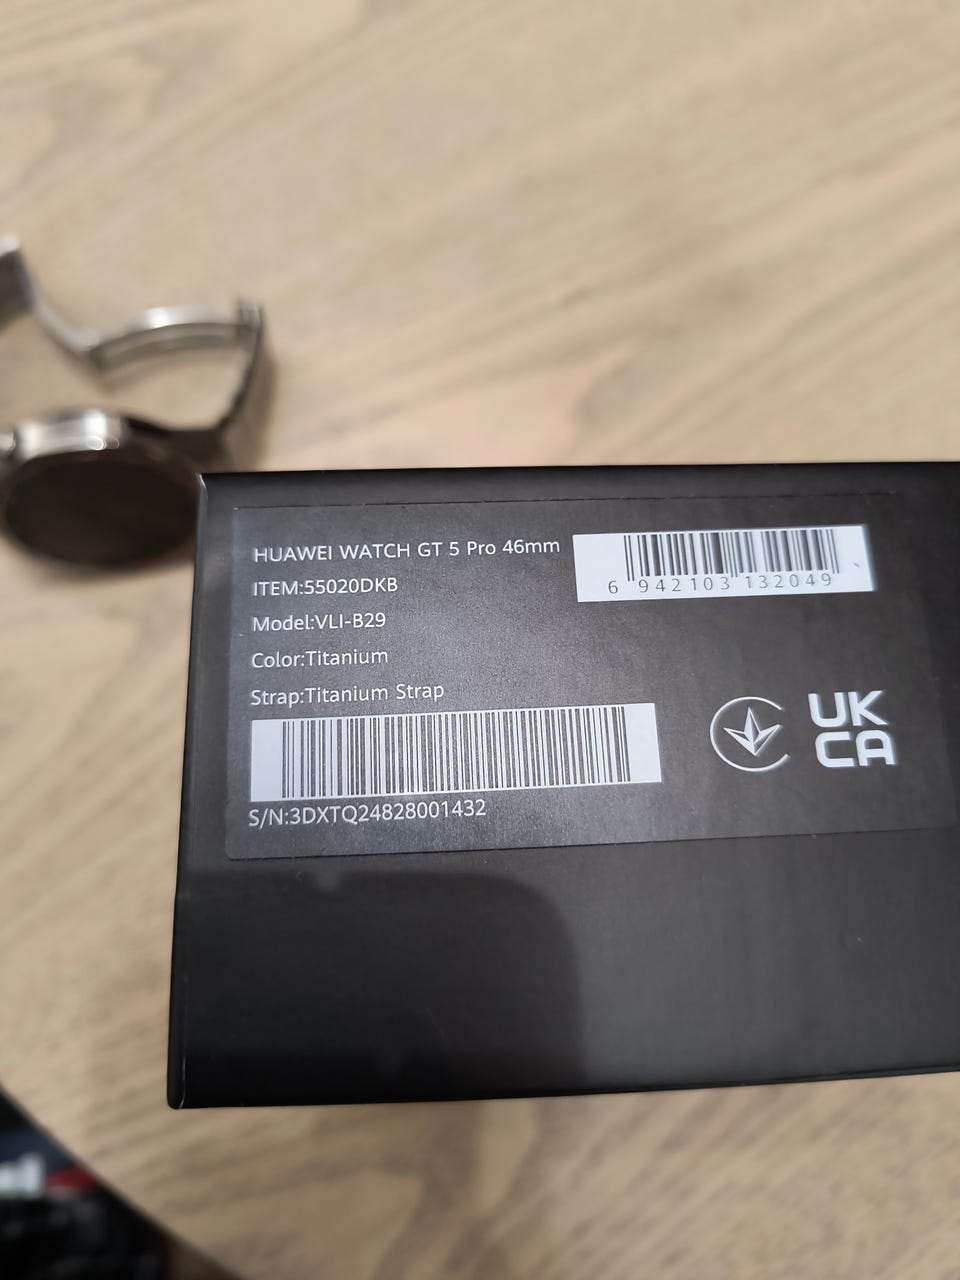 HUAWEI WATCH GT 5 Pro 46mm
ITEM:55020DKB
Model:VLI-B29
Color:Titanium
Strap:Titanium Strap
S/N:3DXTQ24828001432
6 942103 132049
UK
CA